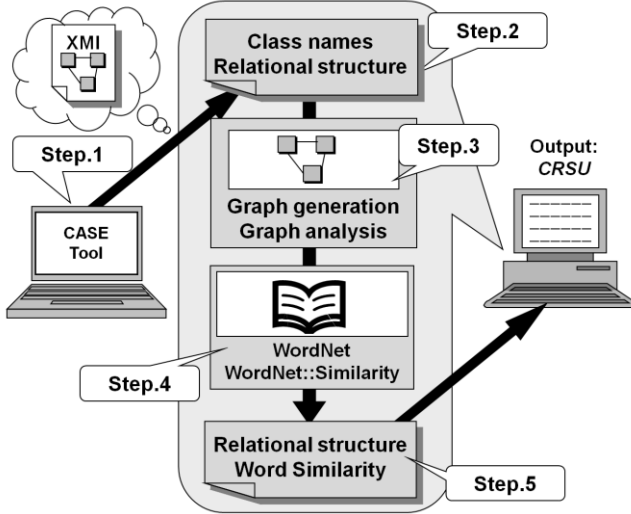 XMI
Step.1
CASE
Tool
Class names
Relational structure
Step.2
Step.3
Graph generation
Graph analysis
WordNet
WordNet::Similarity
Step.4
Relational structure
Word Similarity
Step.5
Output:
CRSU